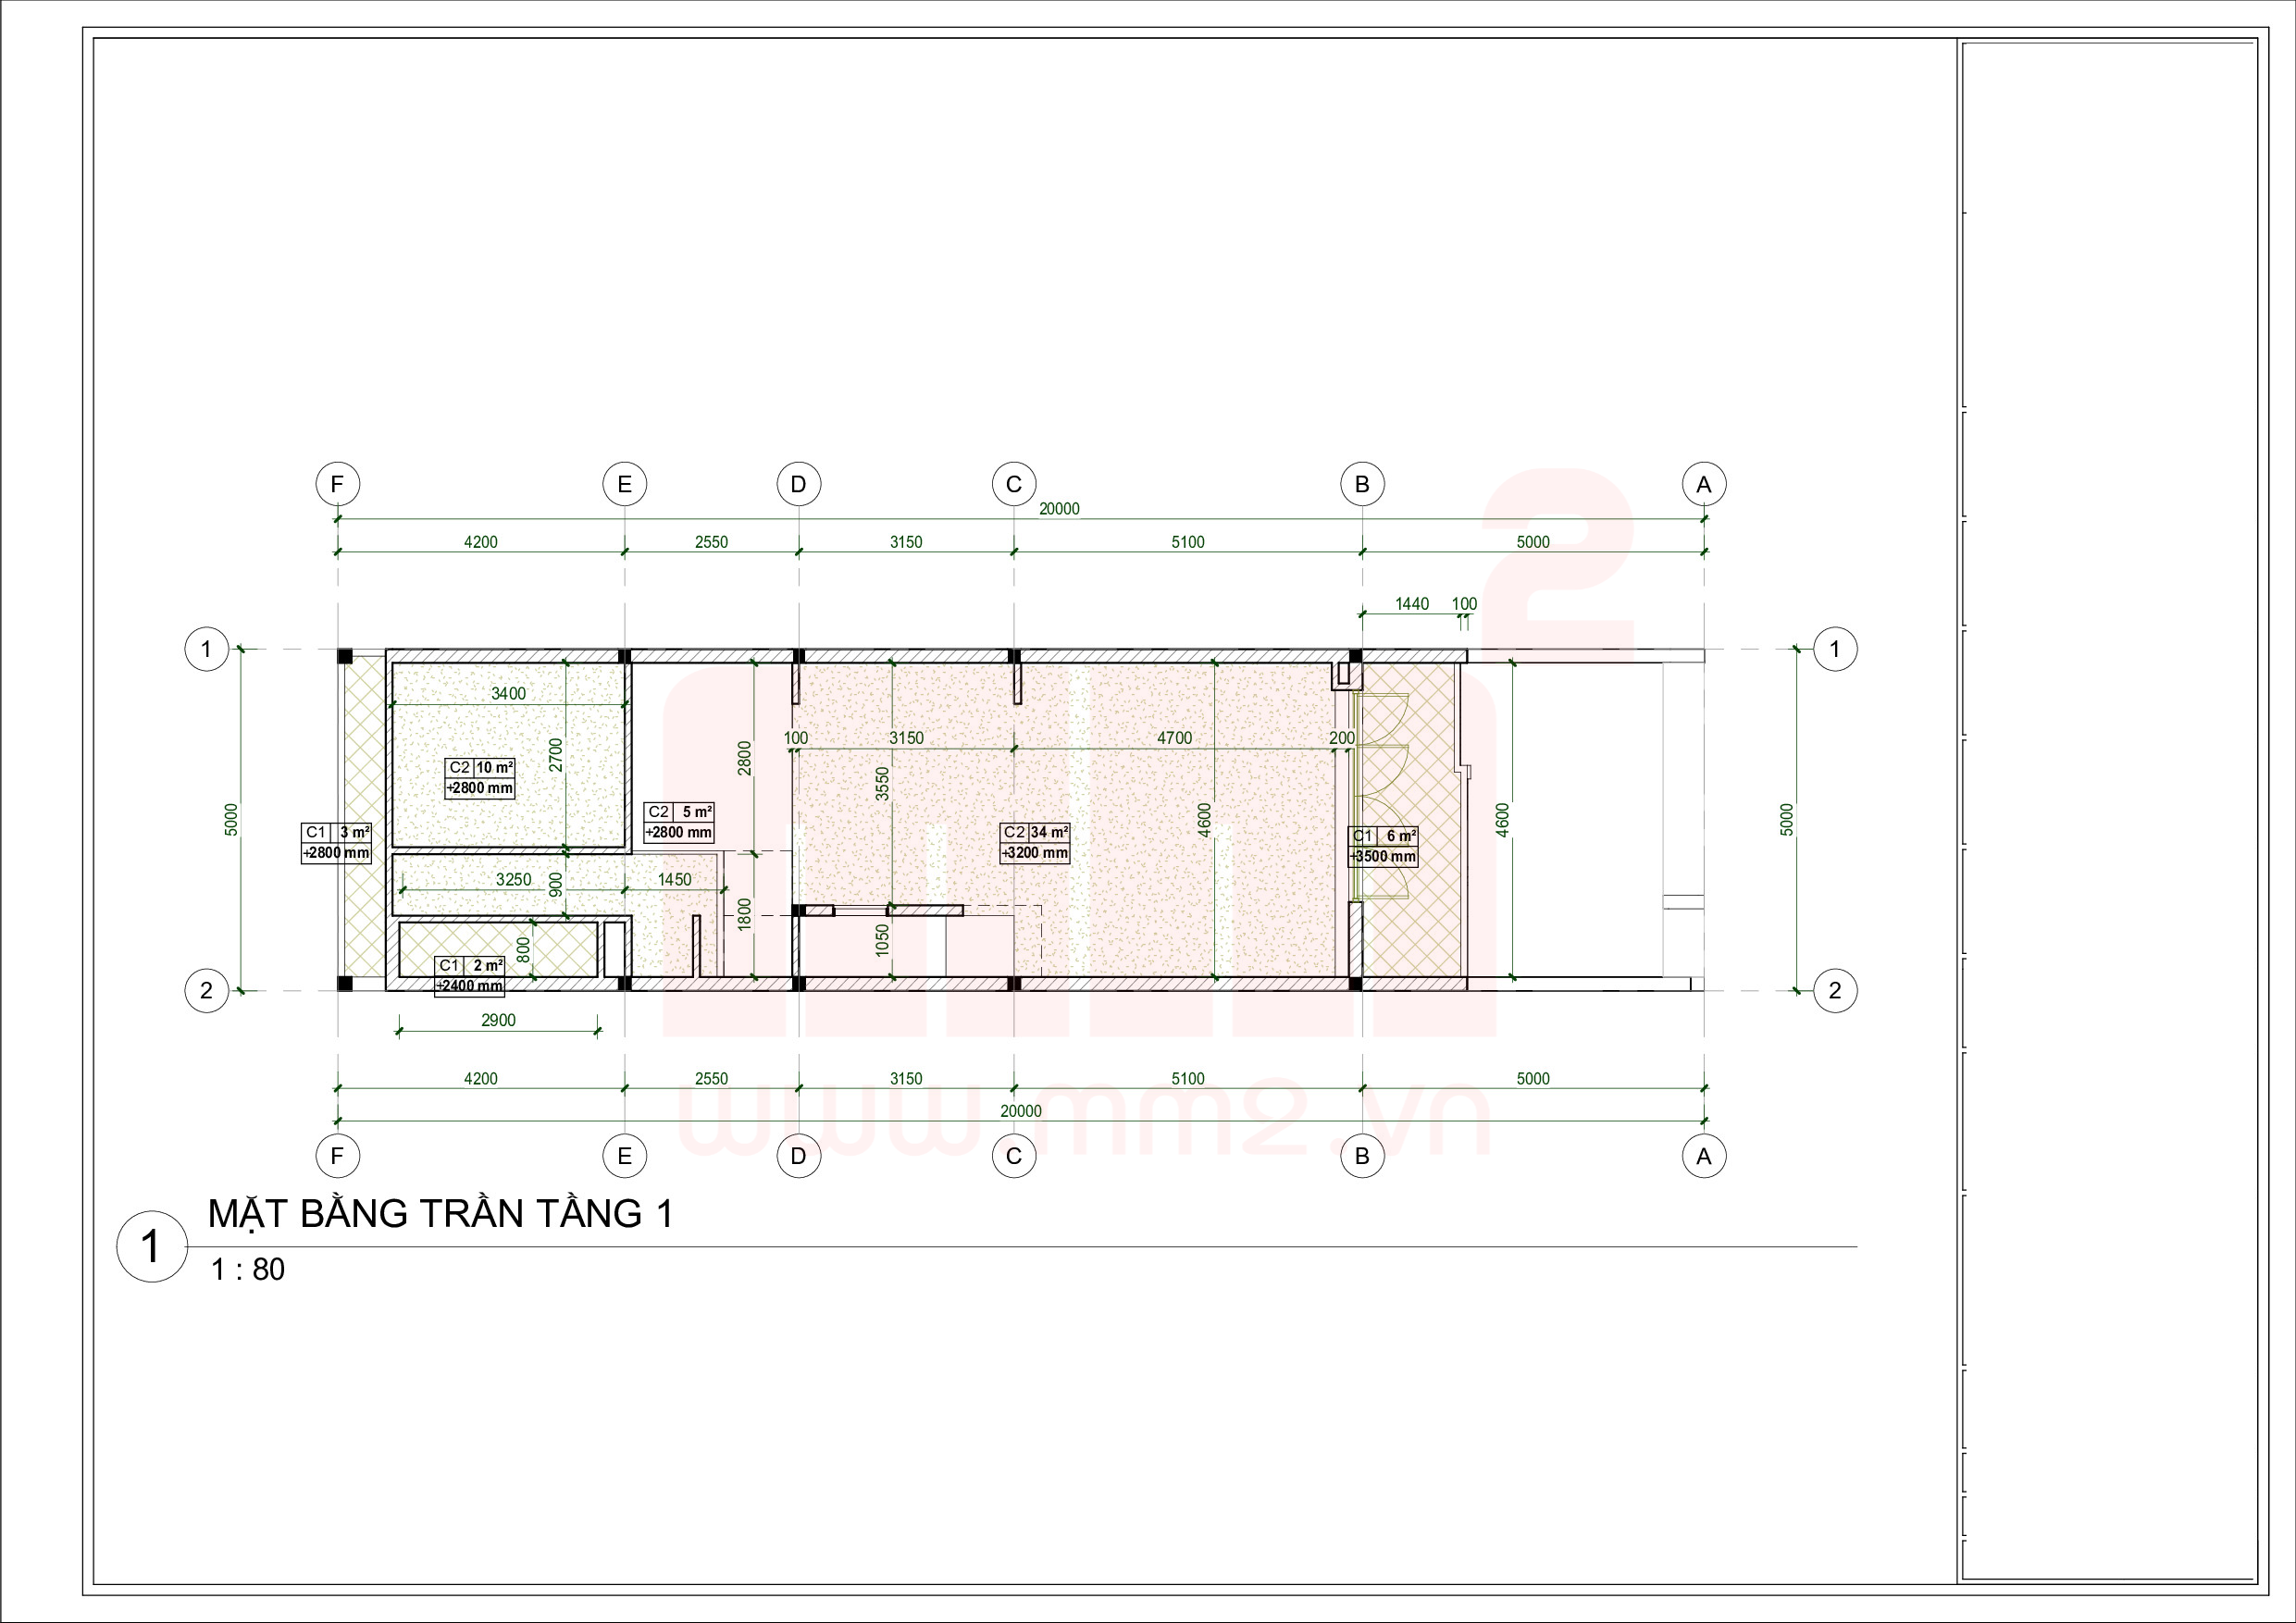 F E D C B A
20000
4200 2550 3150 5100 5000
1440 100
1 1
3400
100 3150 4700 200
2700 2800 3550
C2 10 m²
+2800 mm
C2 5 m²
+2800 mm
5000 4600 4600 5000
C1 3 m²
+2800 mm
C2 34 m²
+3200 mm
C1 6 m²
+3500 mm
3250 900 1450
1800 1050
800
C1 2 m²
+2400 mm
2 2
2900
4200 2550 3150 5100 5000
20000
www.mm2.vn
F E D C B A
1 MẶT BẰNG TRẦN TẦNG 1
1 : 80